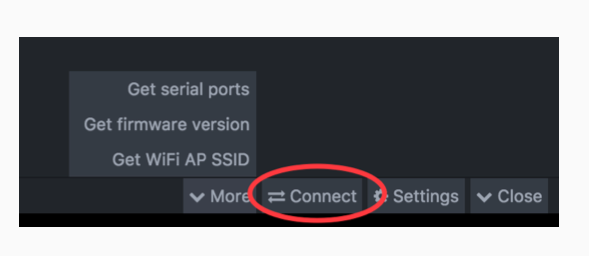 Get serial ports
Get firmware version
Get WiFi AP SSID
More Connect Settings Close